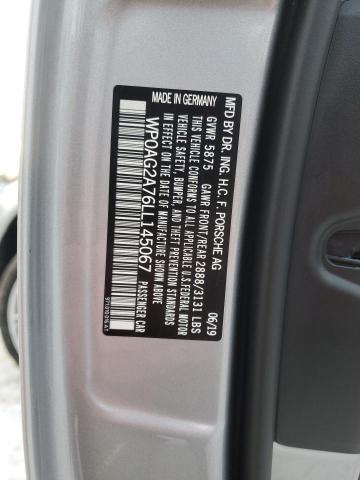 MFD BY DR. ING. H.C. F. PORSCHE AG
GVWR 5875 GAWR FRONT/REAR 2888/3131 LBS 06/19
THIS VEHICLE CONFORMS TO ALL APPLICABLE U.S. FEDERAL MOTOR
VEHICLE SAFETY, BUMPER, AND THEFT PREVENTION STANDARDS
IN EFFECT ON THE DATE OF MANUFACTURE SHOWN ABOVE
MADE IN GERMANY WP0AG2A76LL145067 PASSENGER CAR